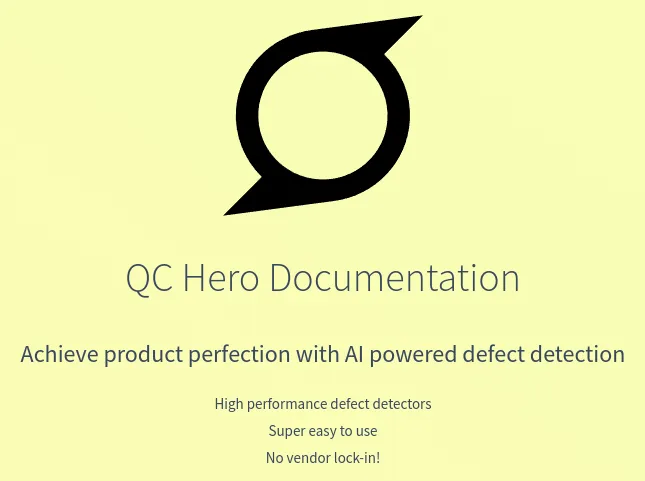 QC Hero Documentation
Achieve product perfection with AI powered defect detection
High performance defect detectors
Super easy to use
No vendor lock-in!